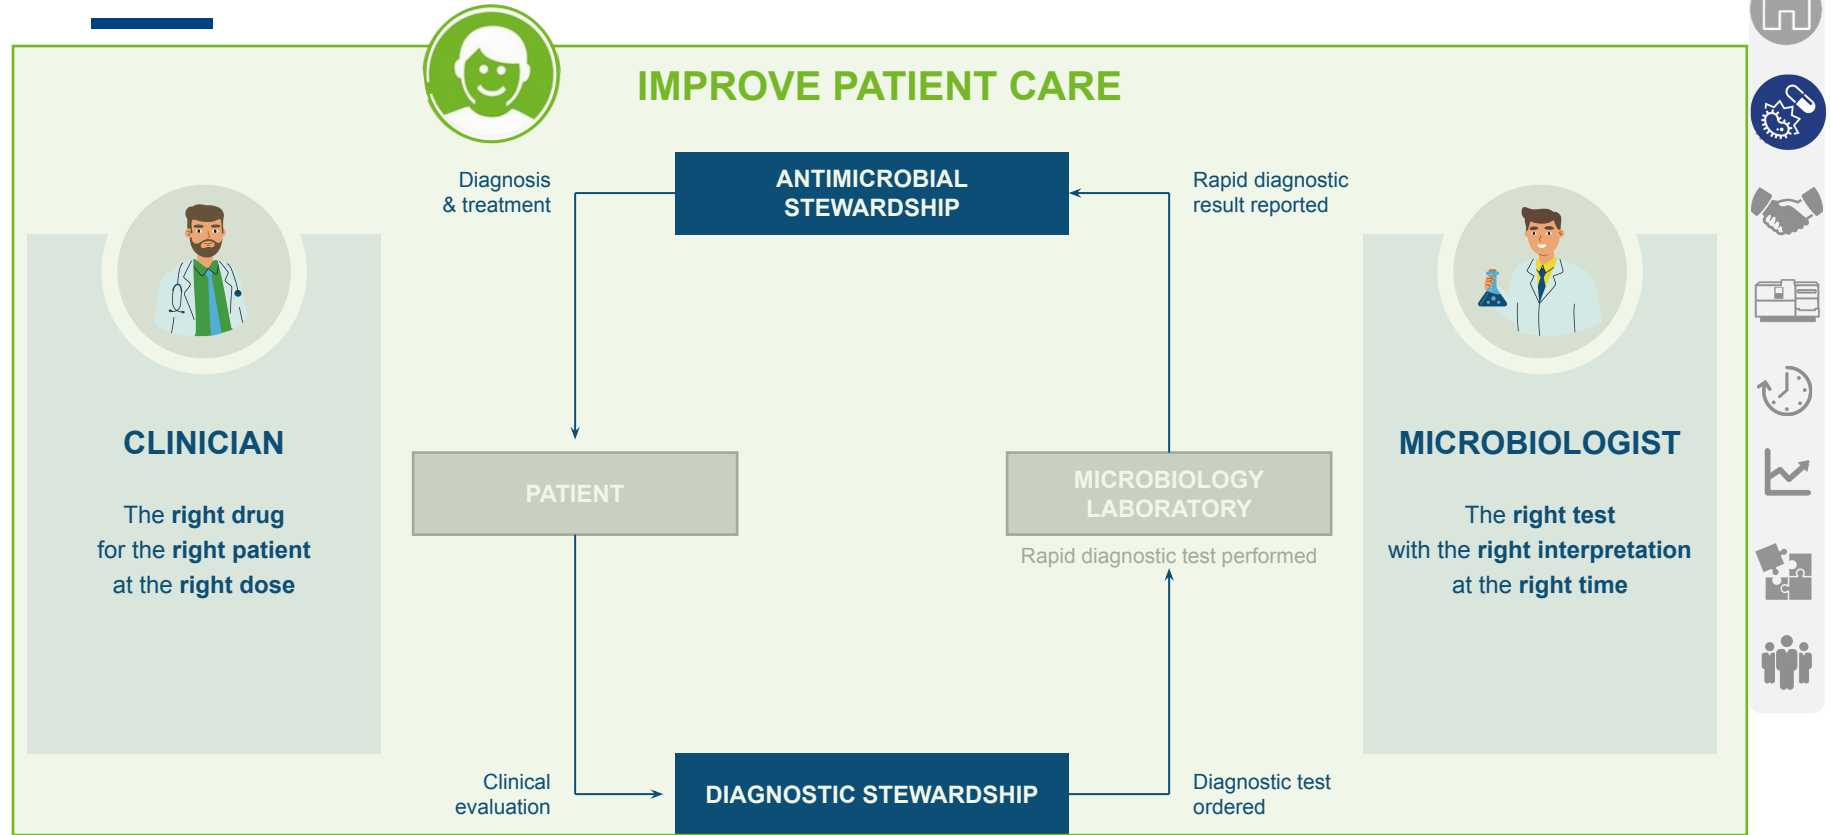 IMPROVE PATIENT CARE
Diagnosis
& treatment
ANTIMICROBIAL
STEWARDSHIP
Rapid diagnostic
result reported
CLINICIAN
The right drug
for the right patient
at the right dose
PATIENT
MICROBIOLOGY
LABORATORY
Rapid diagnostic test performed
MICROBIOLOGIST
The right test
with the right interpretation
at the right time
Clinical
evaluation
DIAGNOSTIC STEWARDSHIP
Diagnostic test
ordered